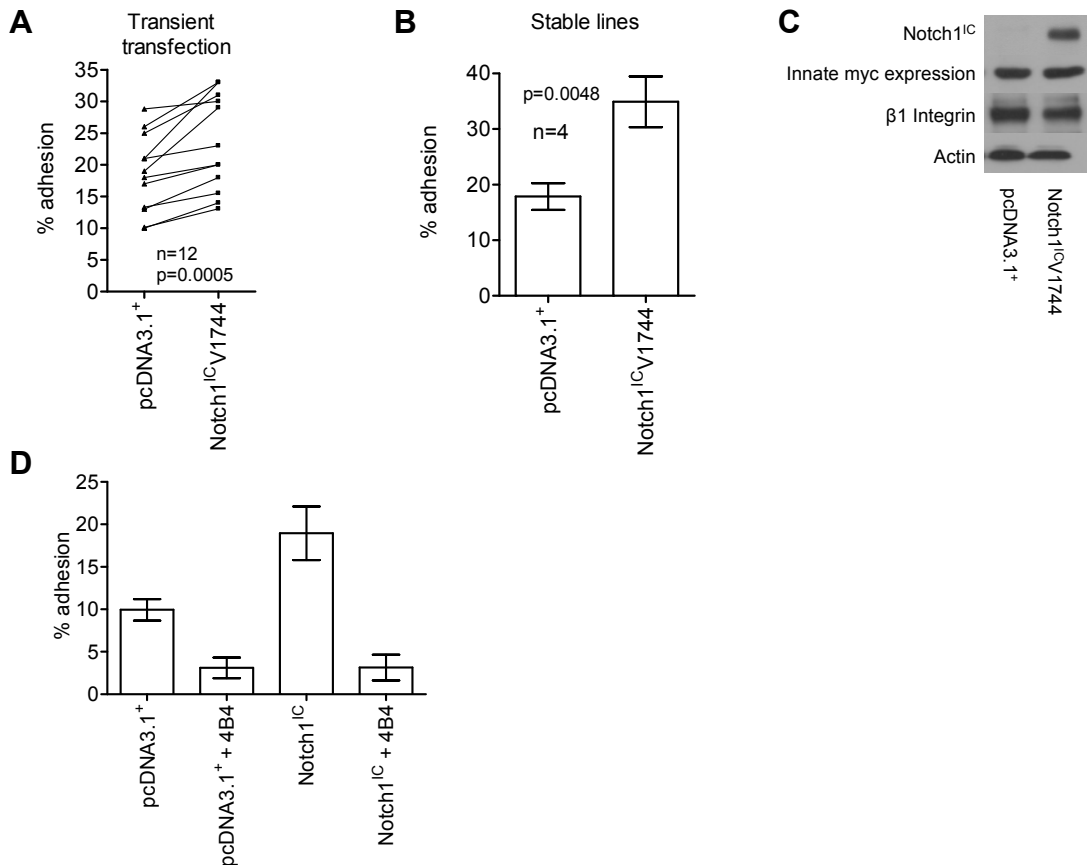 A
Transient
transfection
% adhesion
35
30
25
20
15
10
5
0
n=12
p=0.0005
pcDNA3.1⁺
Notch1ᴵᶜV1744
B
Stable lines
% adhesion
40
30
20
10
0
p=0.0048
n=4
pcDNA3.1⁺
Notch1ᴵᶜV1744
C
Notch1ᴵᶜ
Innate myc expression
β1 Integrin
Actin
pcDNA3.1⁺
Notch1ᴵᶜV1744
D
% adhesion
25
20
15
10
5
0
pcDNA3.1⁺
pcDNA3.1⁺ + 4B4
Notch1ᴵᶜ
Notch1ᴵᶜ + 4B4